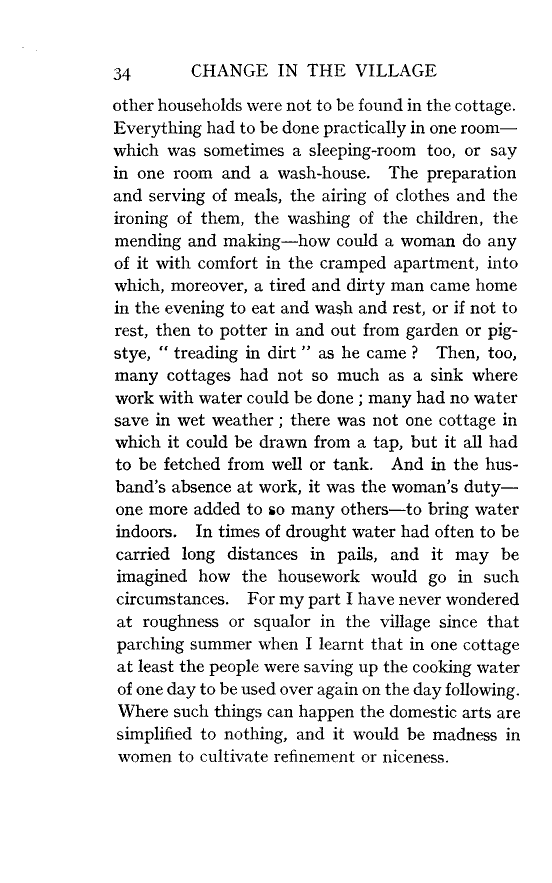 34 CHANGE IN THE VILLAGE
other households were not to be found in the cottage.
Everything had to be done practically in one room—
which was sometimes a sleeping-room too, or say
in one room and a wash-house. The preparation
and serving of meals, the airing of clothes and the
ironing of them, the washing of the children, the
mending and making—how could a woman do any
of it with comfort in the cramped apartment, into
which, moreover, a tired and dirty man came home
in the evening to eat and wash and rest, or if not to
rest, then to potter in and out from garden or pig-
stye, “ treading in dirt ” as he came ? Then, too,
many cottages had not so much as a sink where
work with water could be done ; many had no water
save in wet weather ; there was not one cottage in
which it could be drawn from a tap, but it all had
to be fetched from well or tank. And in the hus-
band's absence at work, it was the woman's duty—
one more added to so many others—to bring water
indoors. In times of drought water had often to be
carried long distances in pails, and it may be
imagined how the housework would go in such
circumstances. For my part I have never wondered
at roughness or squalor in the village since that
parching summer when I learnt that in one cottage
at least the people were saving up the cooking water
of one day to be used over again on the day following.
Where such things can happen the domestic arts are
simplified to nothing, and it would be madness in
women to cultivate refinement or niceness.